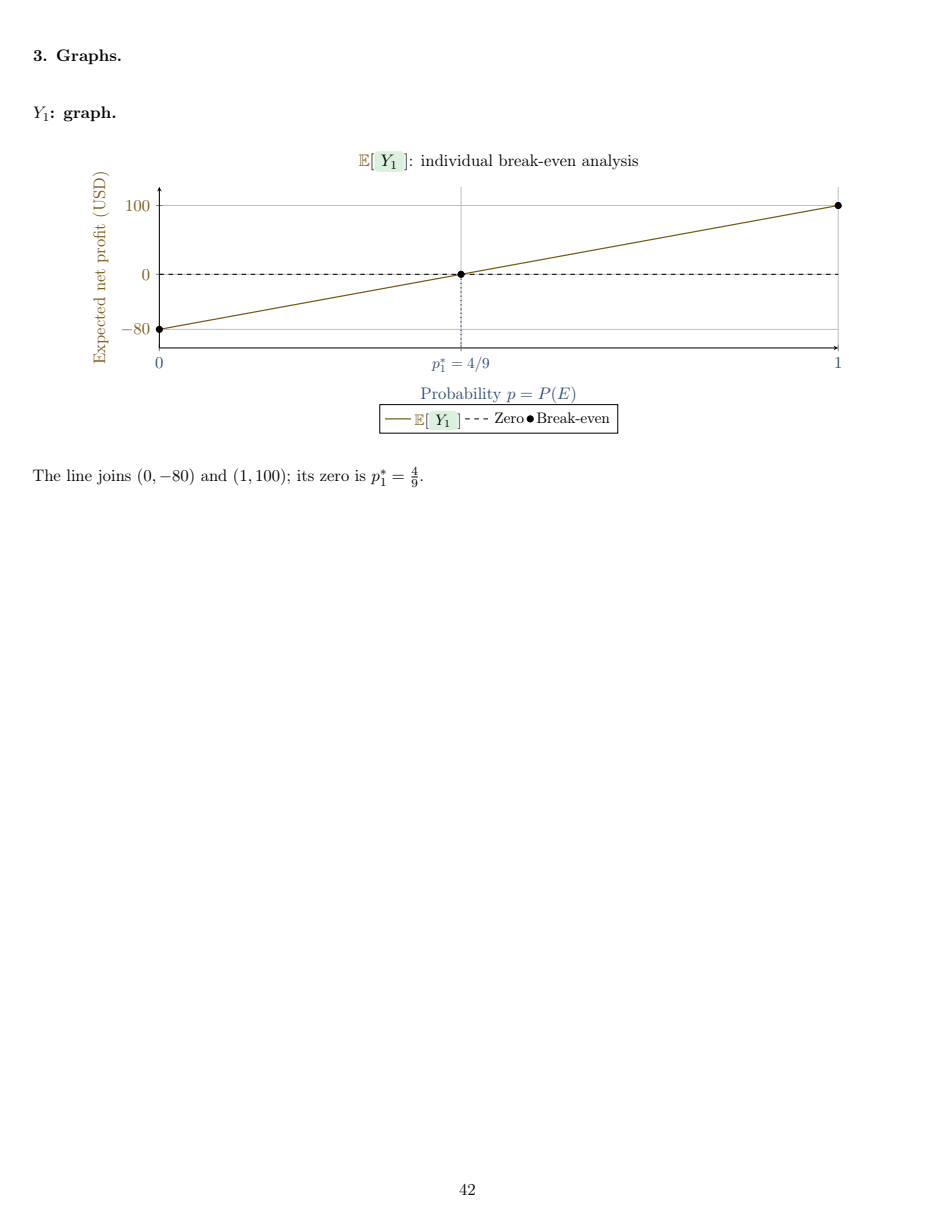 3. Graphs.
Y₁: graph.
𝔼[ Y₁ ]: individual break-even analysis
Expected net profit (USD)
100
0
−80
0
p₁* = 4/9
1
Probability p = P(E)
𝔼[ Y₁ ] Zero Break-even
The line joins (0, −80) and (1, 100); its zero is p₁* = 4/9.
42